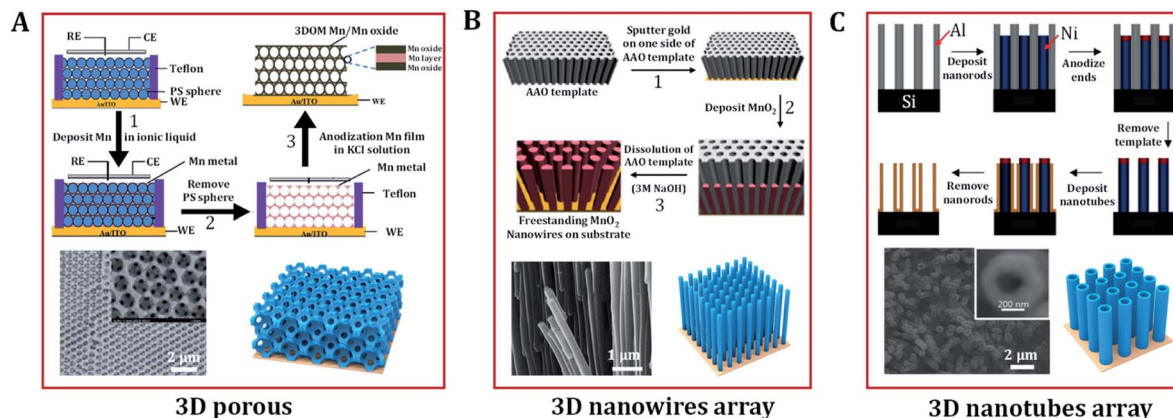 A
RE
CE
Teflon
PS sphere
Au/ITO
WE
1
Deposit Mn
in ionic liquid
RE
CE
Mn metal
Au/ITO
WE
Remove
PS sphere
2
Mn metal
Teflon
Au/ITO
WE
3
Anodization Mn film
in KCl solution
3DOM Mn/Mn oxide
Mn oxide
Mn layer
Mn oxide
Au/ITO
WE
2 μm
3D porous
B
AAO template
Sputter gold
on one side of
AAO template
1
Deposit MnO₂
2
Dissolution of
AAO template
(3M NaOH)
3
Freestanding MnO₂
Nanowires on substrate
1 μm
3D nanowires array
C
Al
Si
Deposit
nanorods
Ni
Anodize
ends
Remove
template
Deposit
nanotubes
Remove
nanorods
200 nm
2 μm
3D nanotubes array